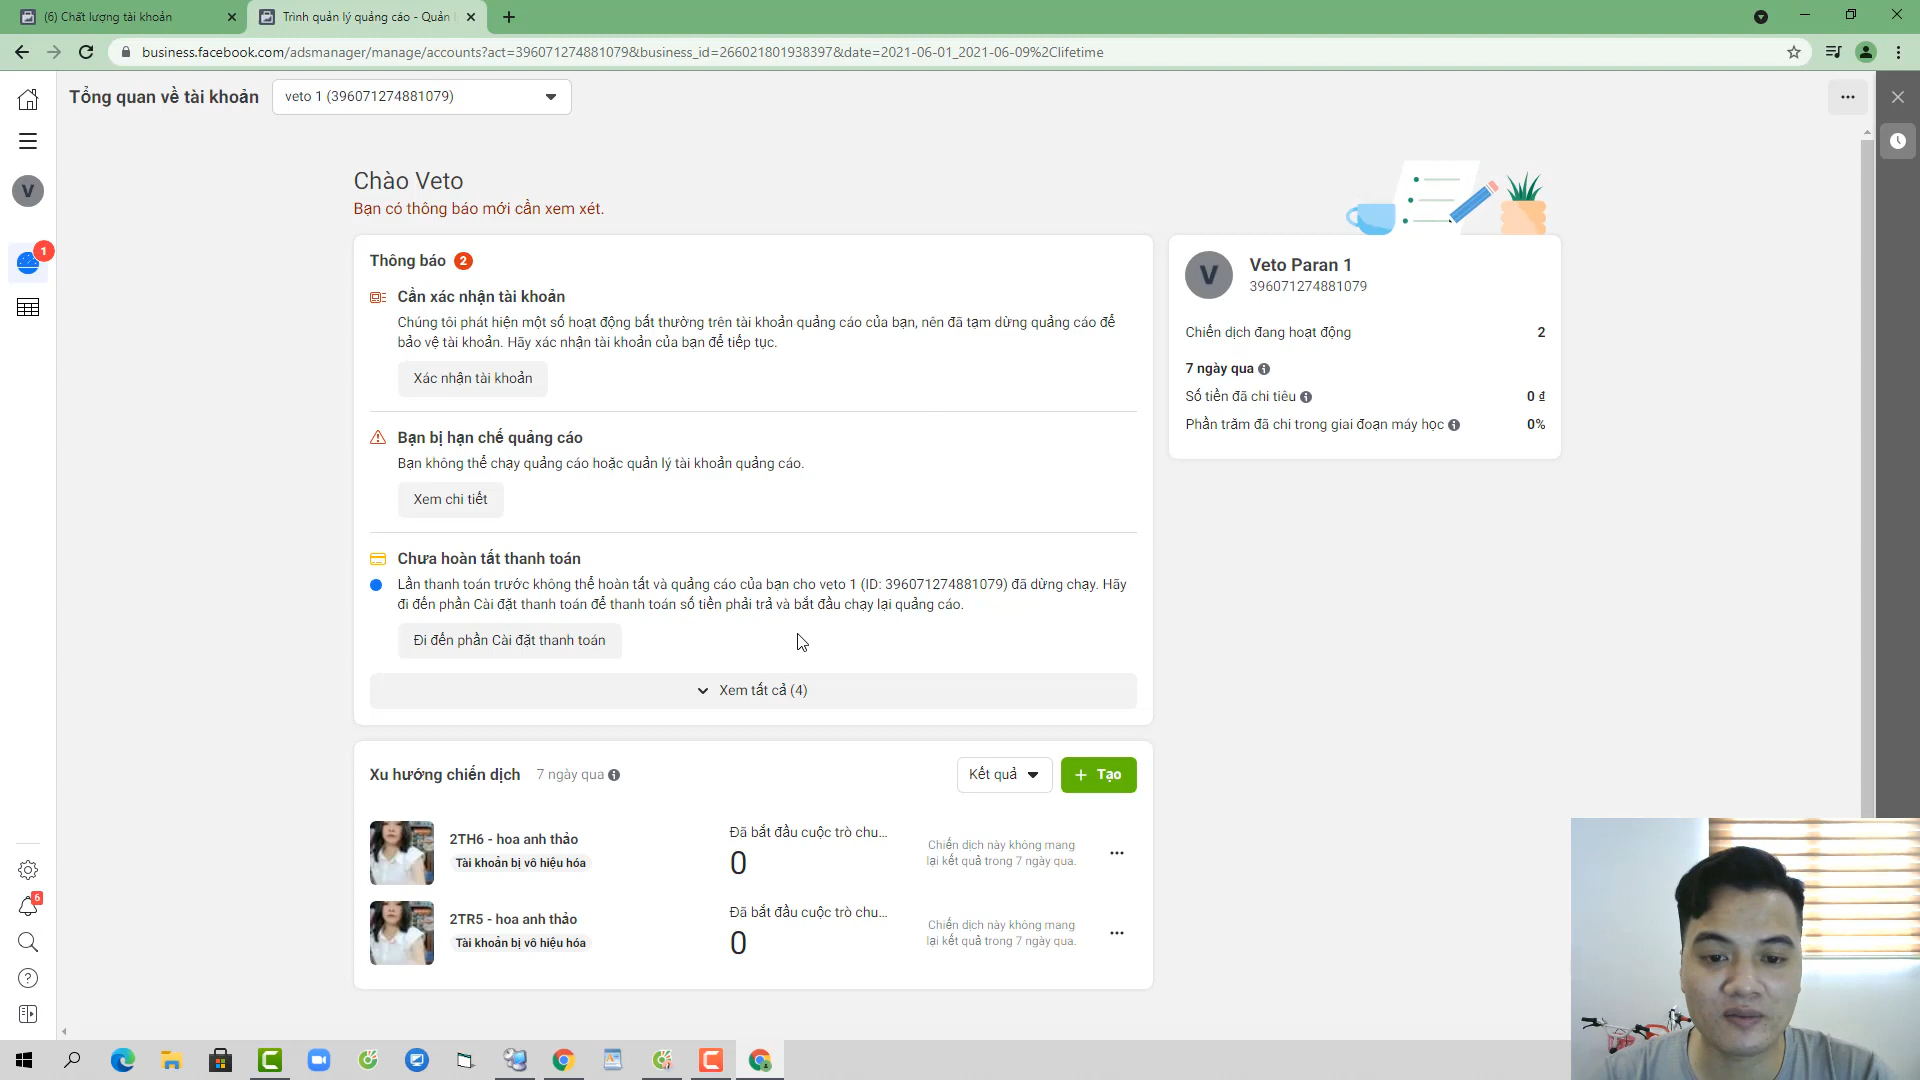 (6) Chất lượng tài khoản
Trình quản lý quảng cáo - Quản l
business.facebook.com/adsmanager/manage/accounts?act=396071274881079&business_id=266021801938397&date=2021-06-01_2021-06-09%2Clifetime
Tổng quan về tài khoản
veto 1 (396071274881079)
V
1
Chào Veto
Bạn có thông báo mới cần xem xét.
Thông báo 2
Cần xác nhận tài khoản
Chúng tôi phát hiện một số hoạt động bất thường trên tài khoản quảng cáo của bạn, nên đã tạm dừng quảng cáo để
bảo vệ tài khoản. Hãy xác nhận tài khoản của bạn để tiếp tục.
Xác nhận tài khoản
Bạn bị hạn chế quảng cáo
Bạn không thể chạy quảng cáo hoặc quản lý tài khoản quảng cáo.
Xem chi tiết
Chưa hoàn tất thanh toán
Lần thanh toán trước không thể hoàn tất và quảng cáo của bạn cho veto 1 (ID: 396071274881079) đã dừng chạy. Hãy
đi đến phần Cài đặt thanh toán để thanh toán số tiền phải trả và bắt đầu chạy lại quảng cáo.
Đi đến phần Cài đặt thanh toán
Xem tất cả (4)
V
Veto Paran 1
396071274881079
Chiến dịch đang hoạt động 2
7 ngày qua
Số tiền đã chi tiêu 0 ₫
Phần trăm đã chi trong giai đoạn máy học 0%
Xu hướng chiến dịch 7 ngày qua
Kết quả
+ Tạo
2TH6 - hoa anh thảo
Tài khoản bị vô hiệu hóa
Đã bắt đầu cuộc trò chu...
0
Chiến dịch này không mang
lại kết quả trong 7 ngày qua.
2TR5 - hoa anh thảo
Tài khoản bị vô hiệu hóa
Đã bắt đầu cuộc trò chu...
0
Chiến dịch này không mang
lại kết quả trong 7 ngày qua.
6